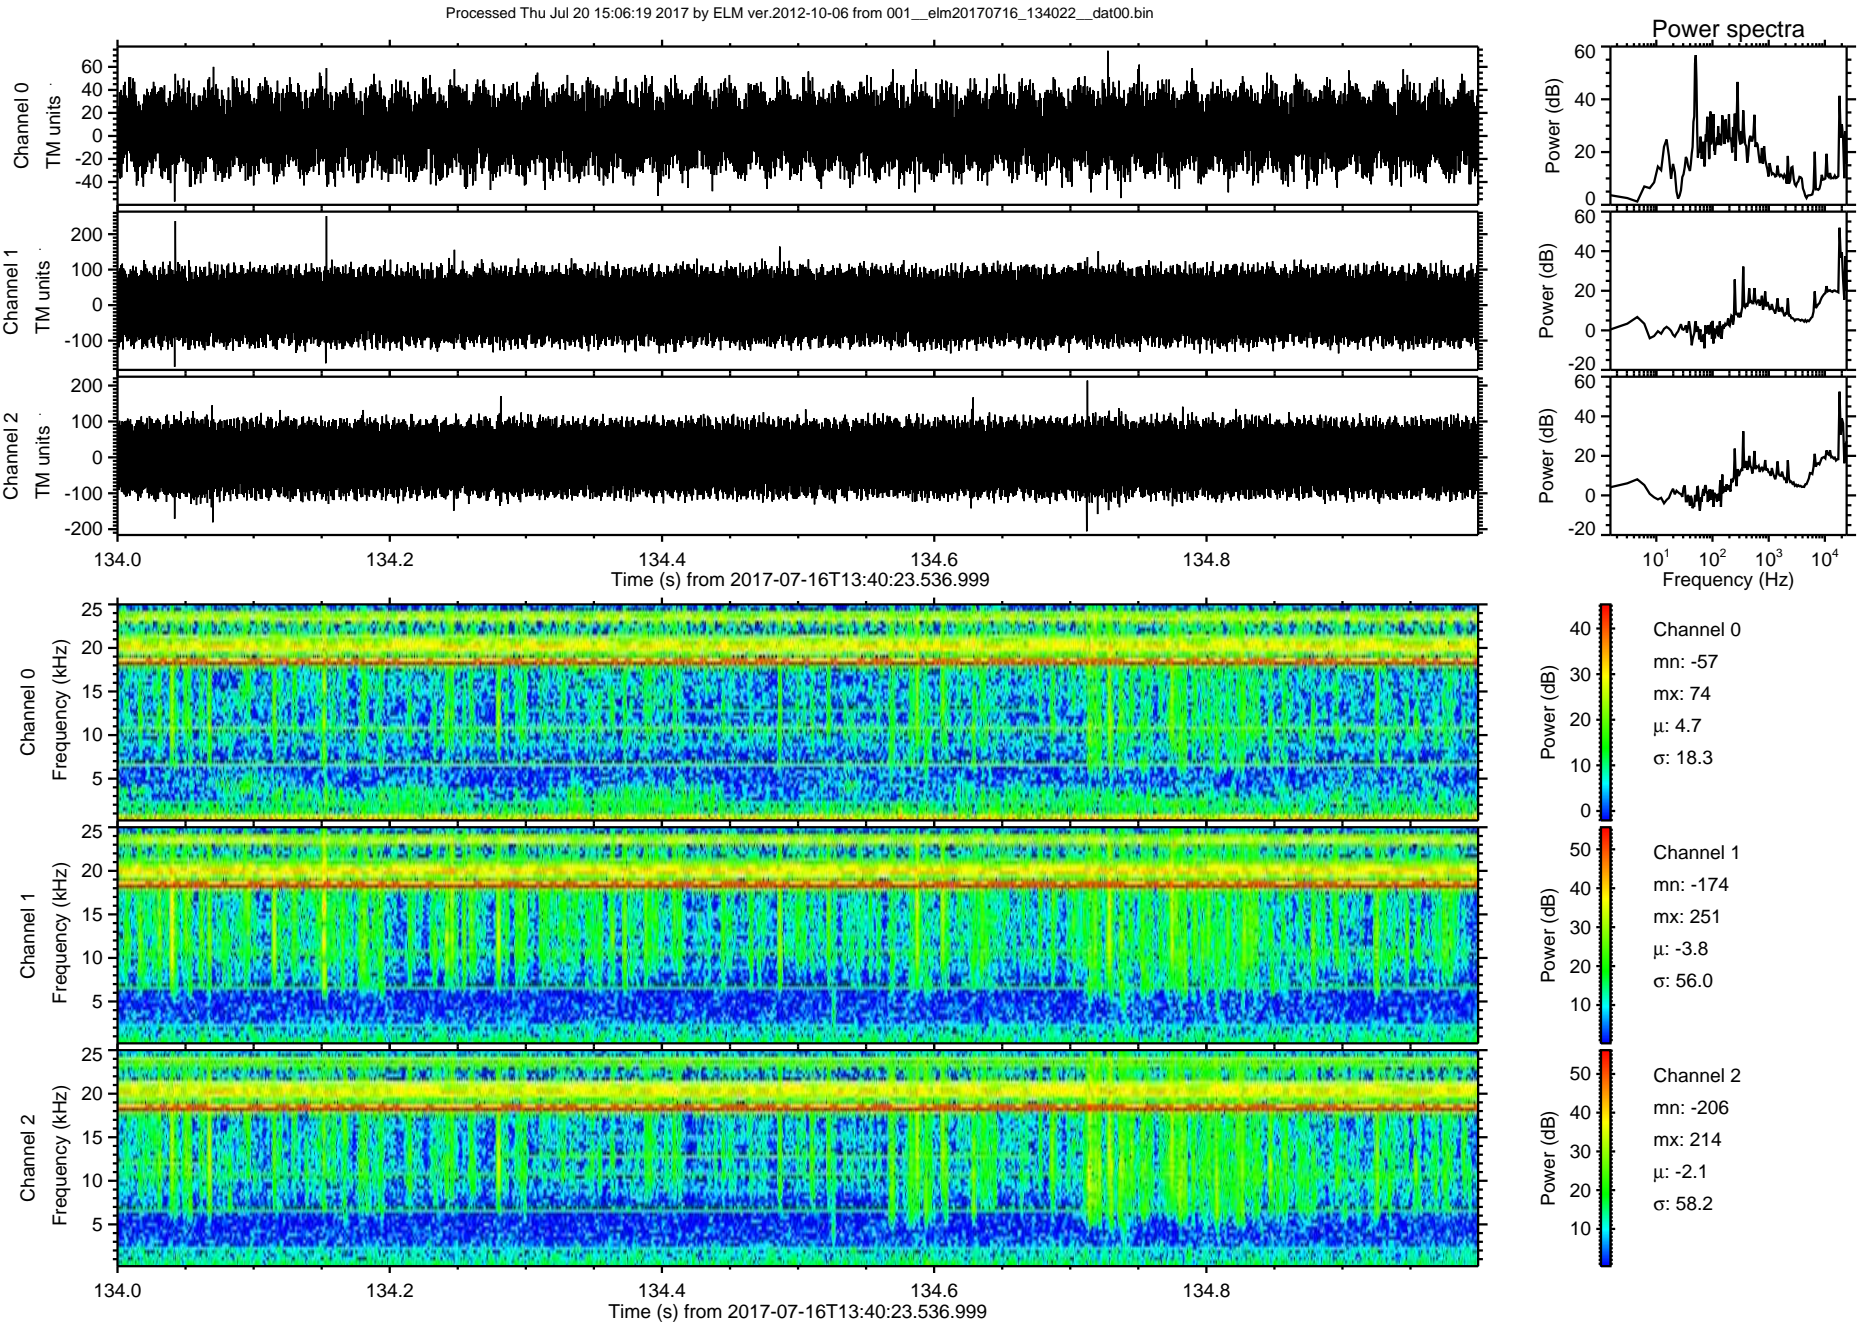 Processed Thu Jul 20 15:06:19 2017 by ELM ver.2012-10-06 from 001__elm20170716_134022__dat00.bin
Power spectra
Channel 0
TM units
60
40
20
0
-20
-40
Power (dB)
60
40
20
0
Channel 1
TM units
200
100
0
-100
Power (dB)
60
40
20
0
-20
Channel 2
TM units
200
100
0
-100
-200
Power (dB)
60
40
20
0
-20
134.0 134.2 134.4 134.6 134.8
Time (s) from 2017-07-16T13:40:23.536.999
10^1 10^2 10^3 10^4
Frequency (Hz)
Channel 0
Frequency (kHz)
25
20
15
10
5
Power (dB)
40
30
20
10
0
Channel 0
mn: -57
mx: 74
μ: 4.7
σ: 18.3
Channel 1
Frequency (kHz)
25
20
15
10
5
Power (dB)
50
40
30
20
10
Channel 1
mn: -174
mx: 251
μ: -3.8
σ: 56.0
Channel 2
Frequency (kHz)
25
20
15
10
5
Power (dB)
50
40
30
20
10
Channel 2
mn: -206
mx: 214
μ: -2.1
σ: 58.2
134.0 134.2 134.4 134.6 134.8
Time (s) from 2017-07-16T13:40:23.536.999